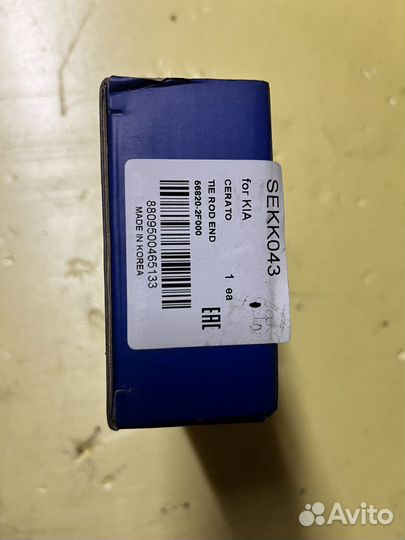 SEKK043
for KIA
CERATO 1 ea
TIE ROD END
56820-2F000
EAC
8809500465133
MADE IN KOREA
Avito